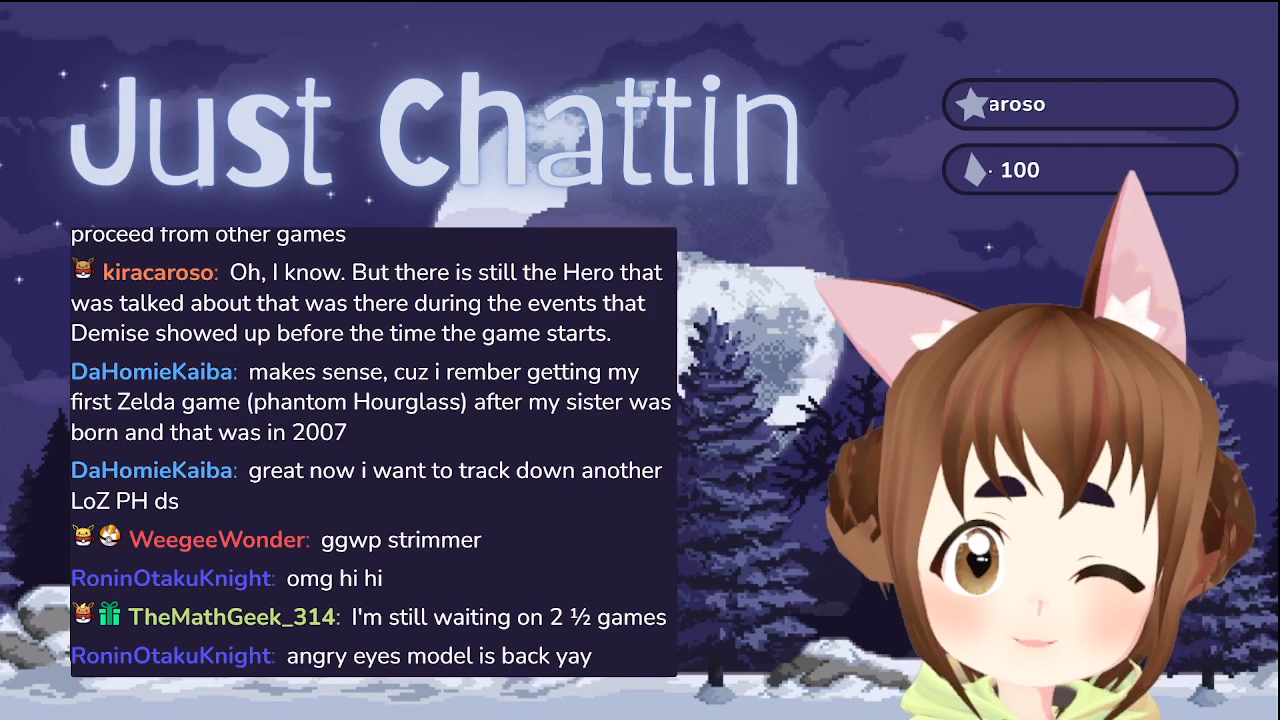 Just Chattin
aroso
· 100
proceed from other games
kiracaroso: Oh, I know. But there is still the Hero that
was talked about that was there during the events that
Demise showed up before the time the game starts.
DaHomieKaiba: makes sense, cuz i rember getting my
first Zelda game (phantom Hourglass) after my sister was
born and that was in 2007
DaHomieKaiba: great now i want to track down another
LoZ PH ds
WeegeeWonder: ggwp strimmer
RoninOtakuKnight: omg hi hi
TheMathGeek_314: I'm still waiting on 2 ½ games
RoninOtakuKnight: angry eyes model is back yay